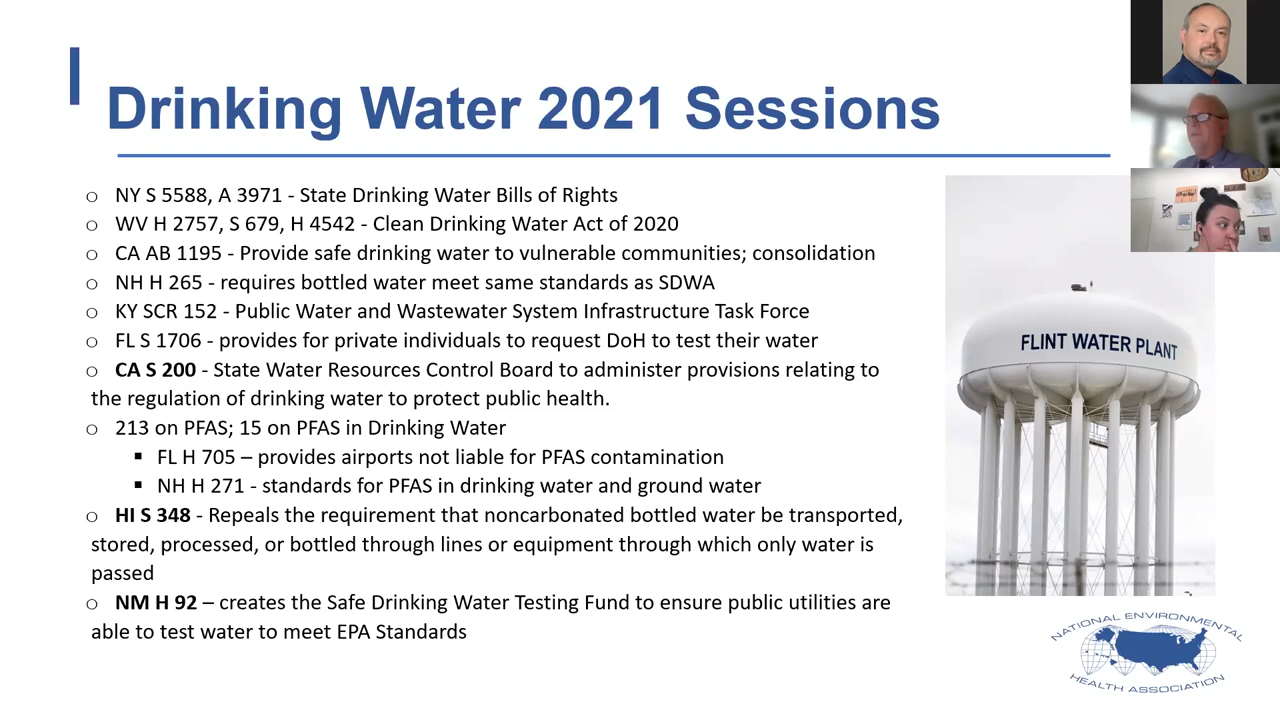 Drinking Water 2021 Sessions
o NY S 5588, A 3971 - State Drinking Water Bills of Rights
o WV H 2757, S 679, H 4542 - Clean Drinking Water Act of 2020
o CA AB 1195 - Provide safe drinking water to vulnerable communities; consolidation
o NH H 265 - requires bottled water meet same standards as SDWA
o KY SCR 152 - Public Water and Wastewater System Infrastructure Task Force
o FL S 1706 - provides for private individuals to request DoH to test their water
o CA S 200 - State Water Resources Control Board to administer provisions relating to
the regulation of drinking water to protect public health.
o 213 on PFAS; 15 on PFAS in Drinking Water
▪ FL H 705 – provides airports not liable for PFAS contamination
▪ NH H 271 - standards for PFAS in drinking water and ground water
o HI S 348 - Repeals the requirement that noncarbonated bottled water be transported,
stored, processed, or bottled through lines or equipment through which only water is
passed
o NM H 92 – creates the Safe Drinking Water Testing Fund to ensure public utilities are
able to test water to meet EPA Standards
FLINT WATER PLANT
NATIONAL ENVIRONMENTAL
HEALTH ASSOCIATION